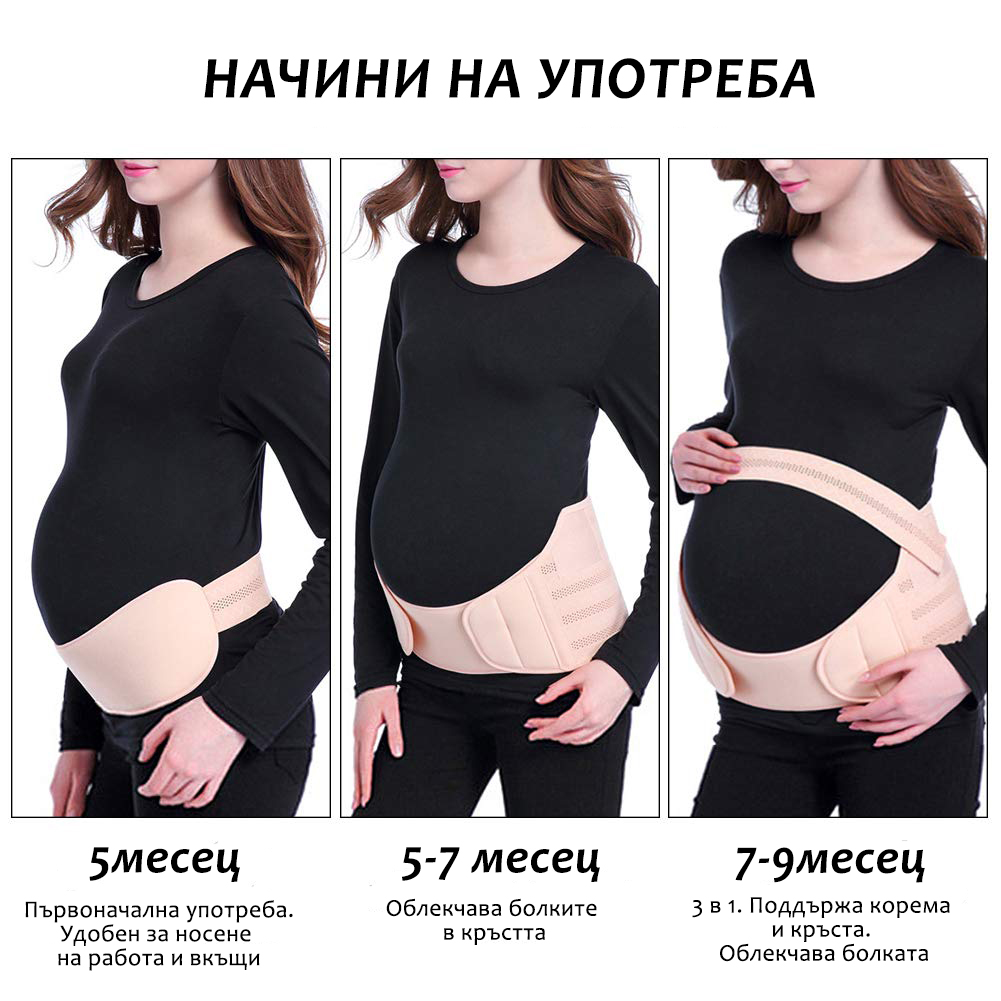 НАЧИНИ НА УПОТРЕБА
5месец
Първоначална употреба.
Удобен за носене
на работа и вкъщи
5-7 месец
Облекчава болките
в кръстта
7-9месец
3 в 1. Поддържа корема
и кръста.
Облекчава болката